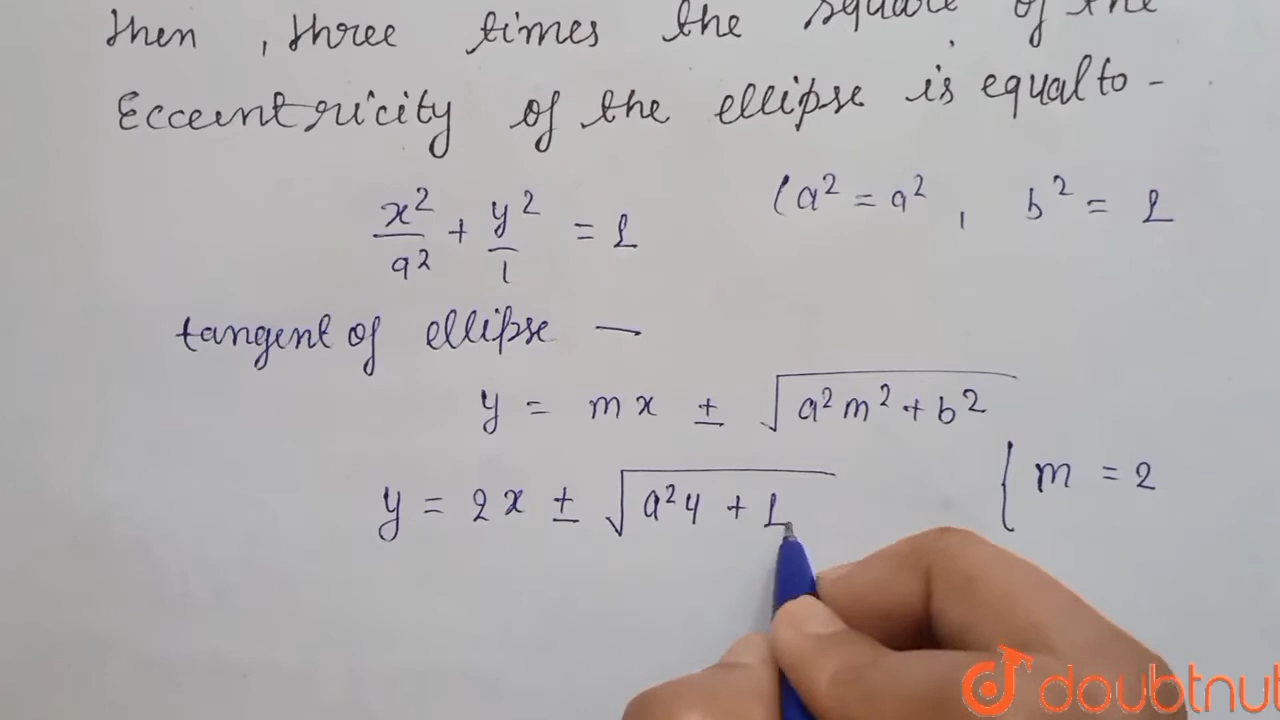 then , three times the square of the
Eccentricity of the ellipse is equal to -
x²/a² + y²/1 = 1 (a² = a² , b² = 1
tangent of ellipse —
y = mx ± √(a²m² + b²)
{ m = 2
y = 2x ± √(a²4 + 1
doubtnut